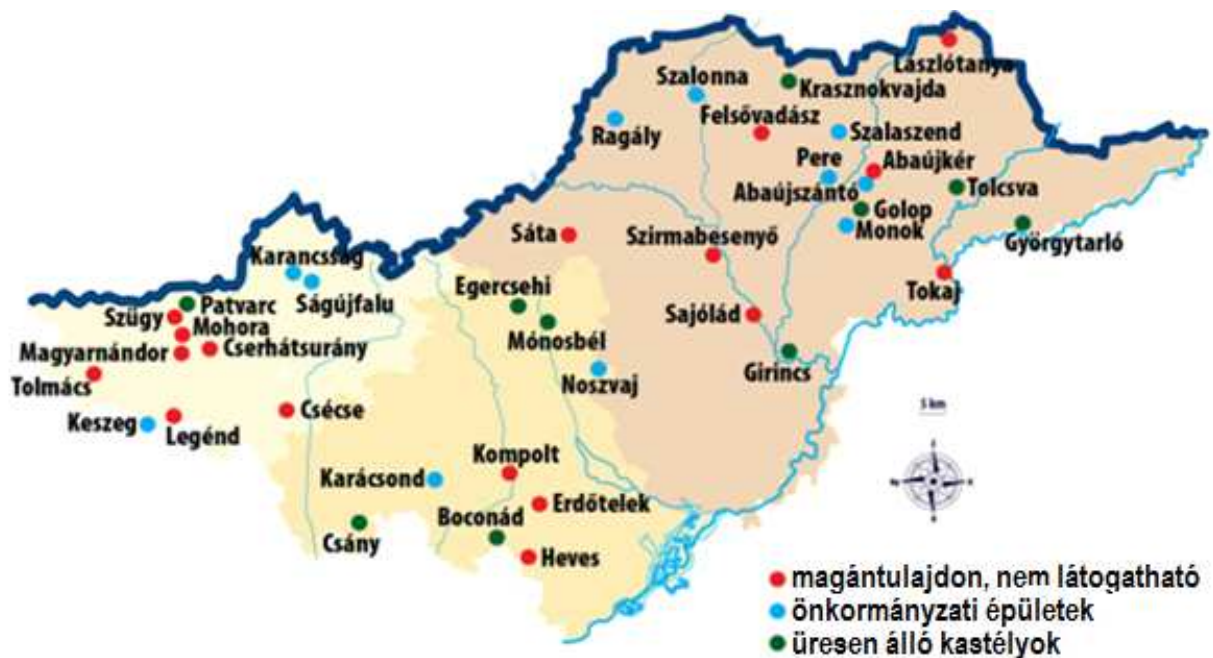 Lászlótanya
Szalonna
Krasznokvajda
Felsővadász
Ragály
Szalaszend
Pere
Abaújkér
Abaújszántó
Tolcsva
Golop
Monok
Györgytarló
Sáta
Szirmabesenyő
Karancsság
Ságújfalu
Egercsehi
Tokaj
Patvarc
Szügy
Mohora
Sajólád
Mónosbél
Magyarnándor
Cserhátsurány
Girincs
Noszvaj
Tolmács
Keszeg
Legénd
Csécse
5 km
Kompolt
Karácsond
Erdőtelek
Boconád
Csány
Heves
magántulajdon, nem látogatható
önkormányzati épületek
üresen álló kastélyok